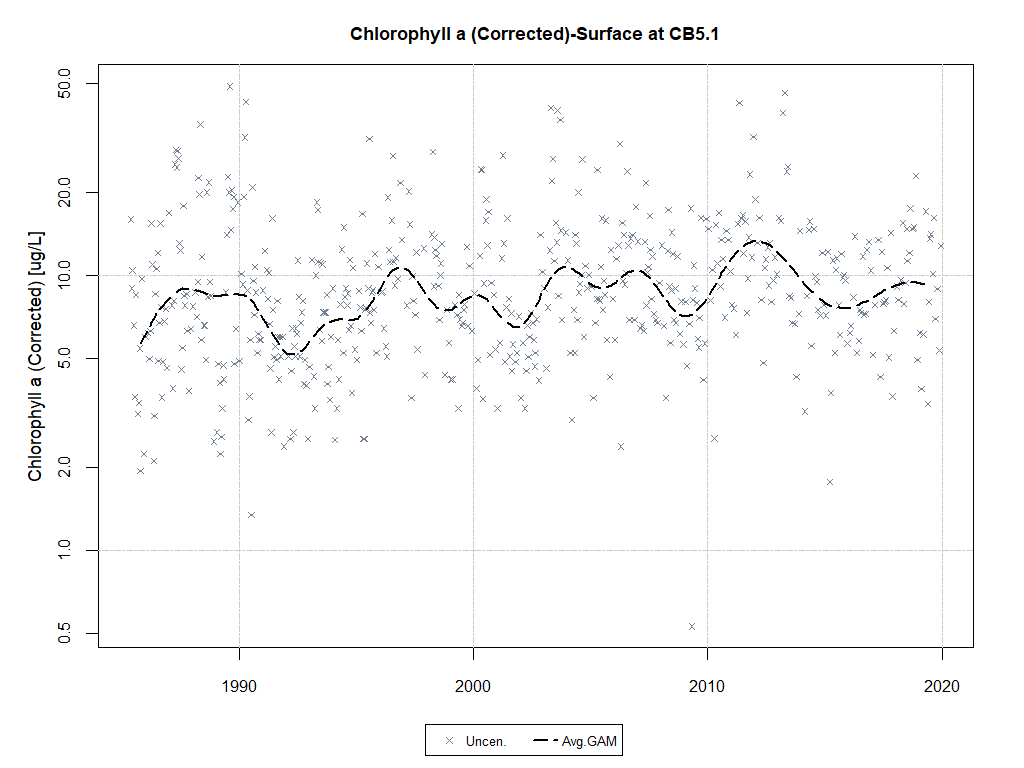 Chlorophyll a (Corrected)-Surface at CB5.1
Chlorophyll a (Corrected) [ug/L]
50.0
20.0
10.0
5.0
2.0
1.0
0.5
1990 2000 2010 2020
Uncen. Avg.GAM